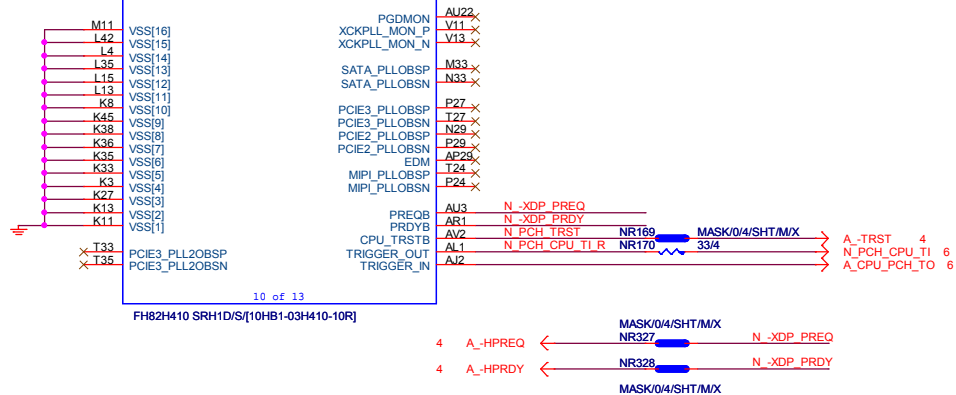 AU22 PGDMON
V11 XCKPLL_MON_P
V13 XCKPLL_MON_N
M33 SATA_PLLOBSP
N33 SATA_PLLOBSN
P27 PCIE3_PLLOBSP
T27 PCIE3_PLLOBSN
N29 PCIE2_PLLOBSP
P29 PCIE2_PLLOBSN
AP29 EDM
T24 MIPI_PLLOBSP
P24 MIPI_PLLOBSN
M11 VSS[16]
L42 VSS[15]
L4 VSS[14]
L35 VSS[13]
L15 VSS[12]
L13 VSS[11]
K8 VSS[10]
K45 VSS[9]
K38 VSS[8]
K36 VSS[7]
K35 VSS[6]
K33 VSS[5]
K3 VSS[4]
K27 VSS[3]
K13 VSS[2]
K11 VSS[1]
T33 PCIE3_PLL2OBSP
T35 PCIE3_PLL2OBSN
PREQB AU3 N_-XDP_PREQ
PRDYB AR1 N_-XDP_PRDY
CPU_TRSTB AV2 N_PCH_TRST NR169 MASK/0/4/SHT/M/X A_-TRST 4
TRIGGER_OUT AL1 N_PCH_CPU_TI_R NR170 33/4 N_PCH_CPU_TI 6
TRIGGER_IN AJ2 A_CPU_PCH_TO 6
10 of 13
FH82H410 SRH1D/S/[10HB1-03H410-10R]
MASK/0/4/SHT/M/X
4 A_-HPREQ NR327 N_-XDP_PREQ
4 A_-HPRDY NR328 N_-XDP_PRDY
MASK/0/4/SHT/M/X